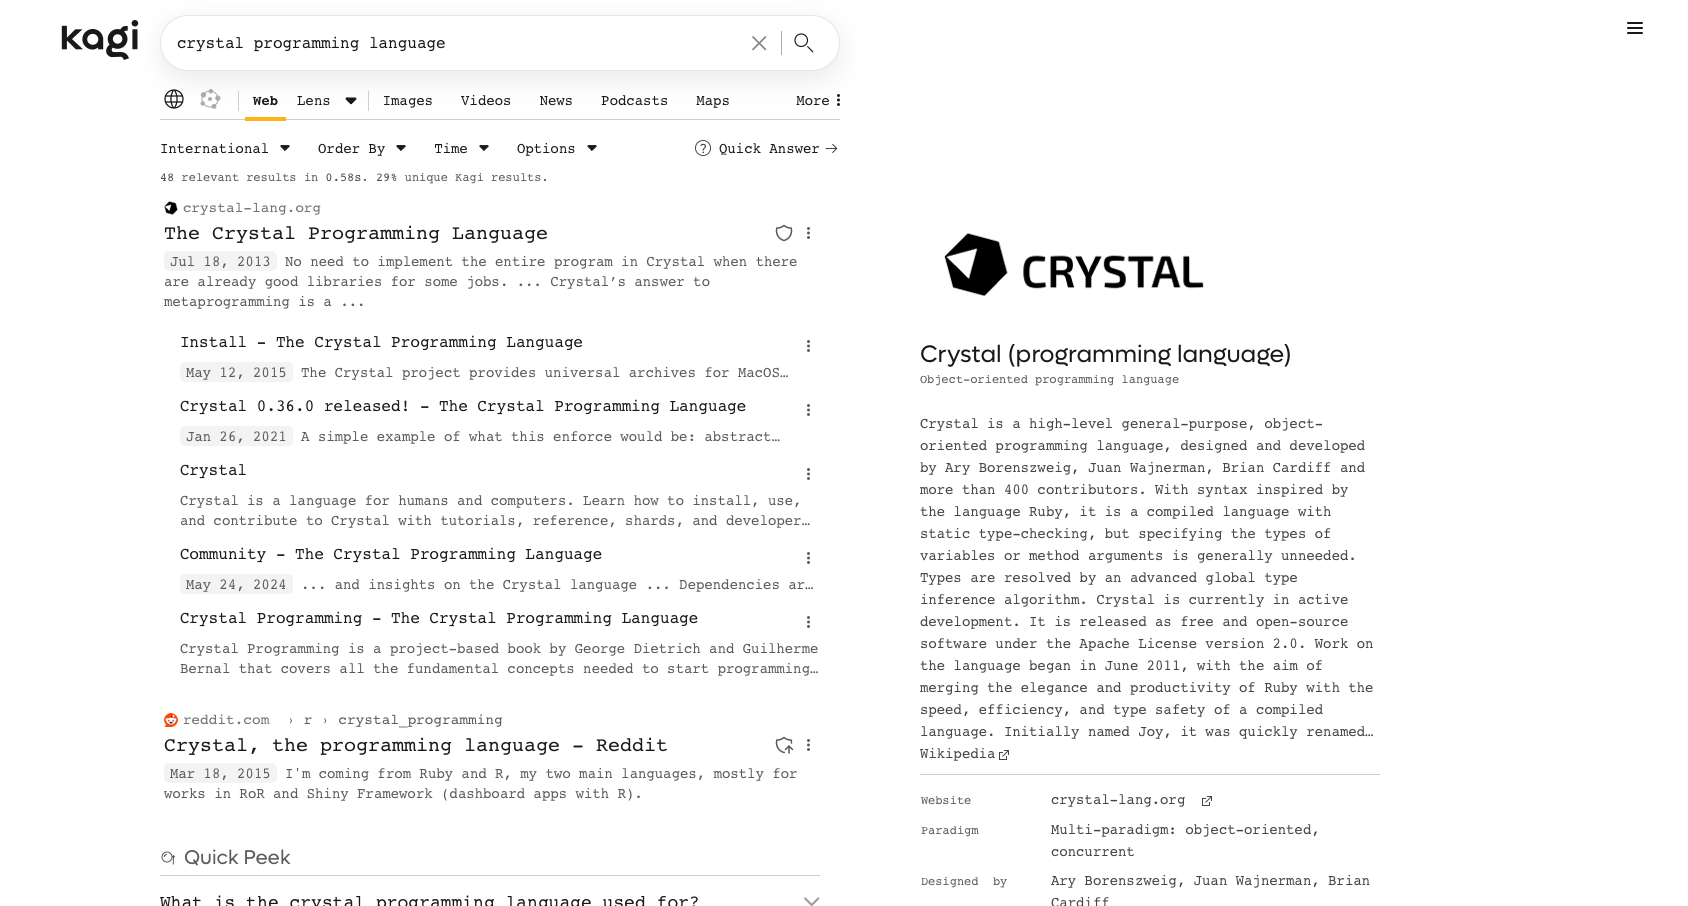 kagi
crystal programming language
Web Lens Images Videos News Podcasts Maps More
International Order By Time Options Quick Answer
48 relevant results in 0.58s. 29% unique Kagi results.
crystal-lang.org
The Crystal Programming Language
Jul 18, 2013 No need to implement the entire program in Crystal when there
are already good libraries for some jobs. ... Crystal’s answer to
metaprogramming is a ...
Install - The Crystal Programming Language
May 12, 2015 The Crystal project provides universal archives for MacOS…
Crystal 0.36.0 released! - The Crystal Programming Language
Jan 26, 2021 A simple example of what this enforce would be: abstract…
Crystal
Crystal is a language for humans and computers. Learn how to install, use,
and contribute to Crystal with tutorials, reference, shards, and developer…
Community - The Crystal Programming Language
May 24, 2024 ... and insights on the Crystal language ... Dependencies ar…
Crystal Programming - The Crystal Programming Language
Crystal Programming is a project-based book by George Dietrich and Guilherme
Bernal that covers all the fundamental concepts needed to start programming…
reddit.com › r › crystal_programming
Crystal, the programming language - Reddit
Mar 18, 2015 I'm coming from Ruby and R, my two main languages, mostly for
works in RoR and Shiny Framework (dashboard apps with R).
Quick Peek
What is the crystal programming language used for?
CRYSTAL
Crystal (programming language)
Object-oriented programming language
Crystal is a high-level general-purpose, object-
oriented programming language, designed and developed
by Ary Borenszweig, Juan Wajnerman, Brian Cardiff and
more than 400 contributors. With syntax inspired by
the language Ruby, it is a compiled language with
static type-checking, but specifying the types of
variables or method arguments is generally unneeded.
Types are resolved by an advanced global type
inference algorithm. Crystal is currently in active
development. It is released as free and open-source
software under the Apache License version 2.0. Work on
the language began in June 2011, with the aim of
merging the elegance and productivity of Ruby with the
speed, efficiency, and type safety of a compiled
language. Initially named Joy, it was quickly renamed…
Wikipedia
Website crystal-lang.org
Paradigm Multi-paradigm: object-oriented,
concurrent
Designed by Ary Borenszweig, Juan Wajnerman, Brian
Cardiff